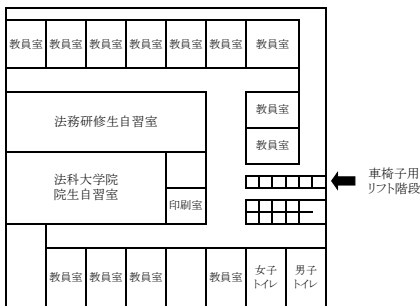 教員室 教員室 教員室 教員室 教員室 教員室 教員室
教員室
法務研修生自習室
教員室
車椅子用
リフト階段
法科大学院
院生自習室
印刷室
教員室 教員室 教員室 教員室
女子
トイレ
男子
トイレ